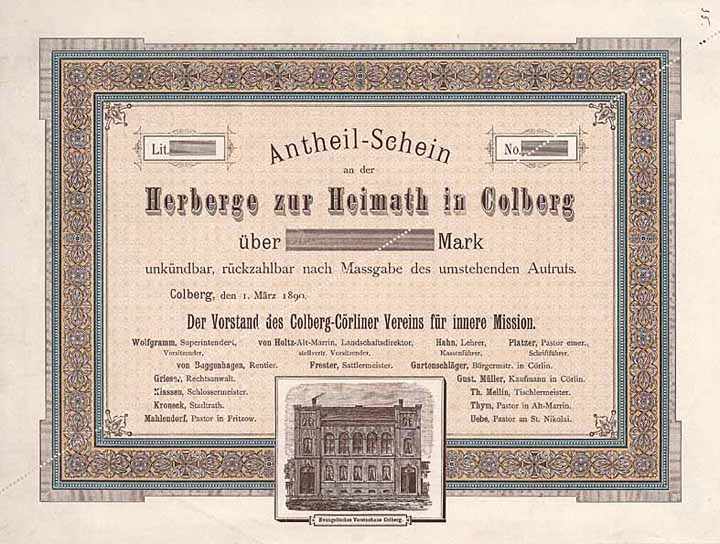 Lit.
Antheil-Schein
No.
an der
Herberge zur Heimath in Colberg
über Mark
unkündbar, rückzahlbar nach Massgabe des umstehenden Aufrufs.
Colberg, den 1. März 1890.
Der Vorstand des Colberg-Cörliner Vereins für innere Mission.
Wolfgramm, Superintendent, von Holtz-Alt-Marrin, Landschaftsdirektor, Hahn, Lehrer, Platzer, Pastor emer.,
Vorsitzender, stellvertr. Vorsitzender, Kassenführer. Schriftführer.
von Baggenhagen, Rentier. Frester, Sattlermeister. Gartenschläger, Bürgermstr. in Cörlin.
Rechtsanwalt. Gust. Müller, Kaufmann in Cörlin.
Klassen, Schlossermeister. Th. Mellin, Tischlermeister.
Kroneck, Stadtrath. Thym, Pastor in Alt-Marrin.
Mahlendorf, Pastor in Fritzow. Uebe, Pastor an St. Nikolai.
Evangelisches Vereinshaus Colberg.